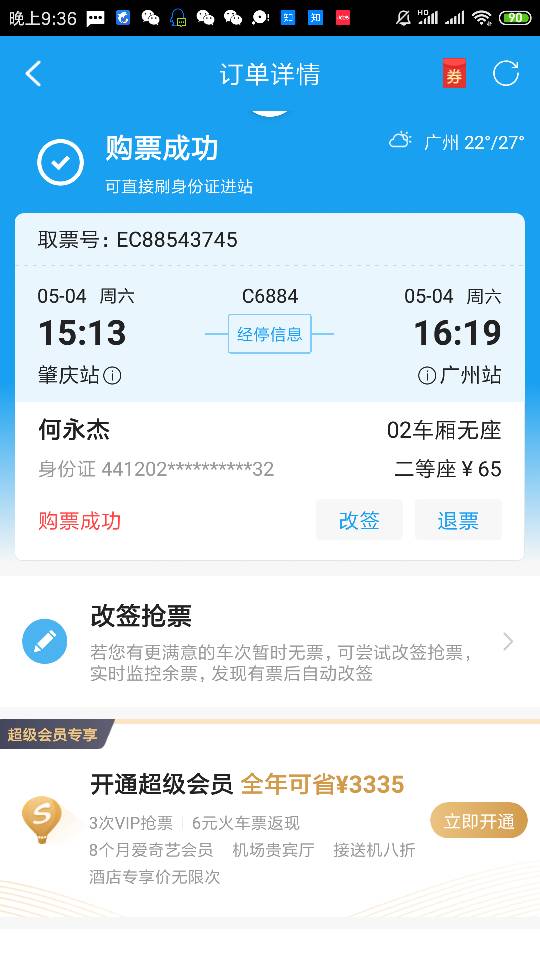 晚上9:36
HD
90
订单详情
券
购票成功
广州 22°/27°
可直接刷身份证进站
取票号：EC88543745
05-04 周六
C6884
05-04 周六
15:13
经停信息
16:19
肇庆站
广州站
何永杰
02车厢无座
身份证 441202**********32
二等座￥65
购票成功
改签
退票
改签抢票
若您有更满意的车次暂时无票，可尝试改签抢票，
实时监控余票，发现有票后自动改签
超级会员专享
开通超级会员 全年可省¥3335
3次VIP抢票 | 6元火车票返现
立即开通
8个月爱奇艺会员 机场贵宾厅 接送机八折
酒店专享价无限次